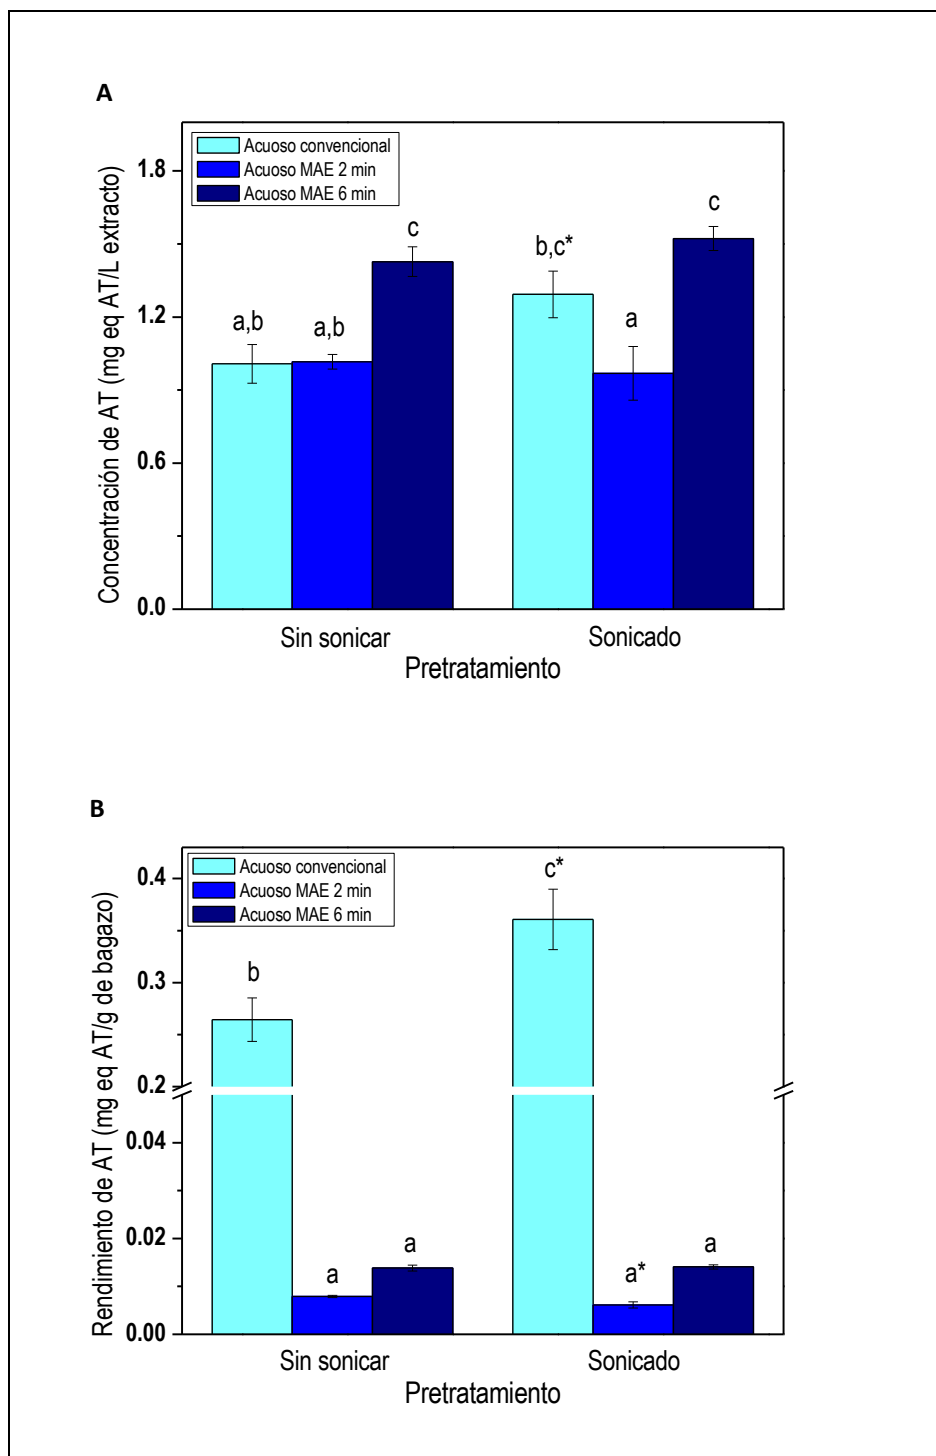 A
Concentración de AT (mg eq AT/L extracto)
1.8
1.2
0.6
0.0
Acuoso convencional
Acuoso MAE 2 min
Acuoso MAE 6 min
a,b
a,b
c
b,c*
a
c
Sin sonicar
Sonicado
Pretratamiento
B
Rendimiento de AT (mg eq AT/g de bagazo)
0.4
0.3
0.2
0.04
0.02
0.00
Acuoso convencional
Acuoso MAE 2 min
Acuoso MAE 6 min
b
a
a
c*
a*
a
Sin sonicar
Sonicado
Pretratamiento